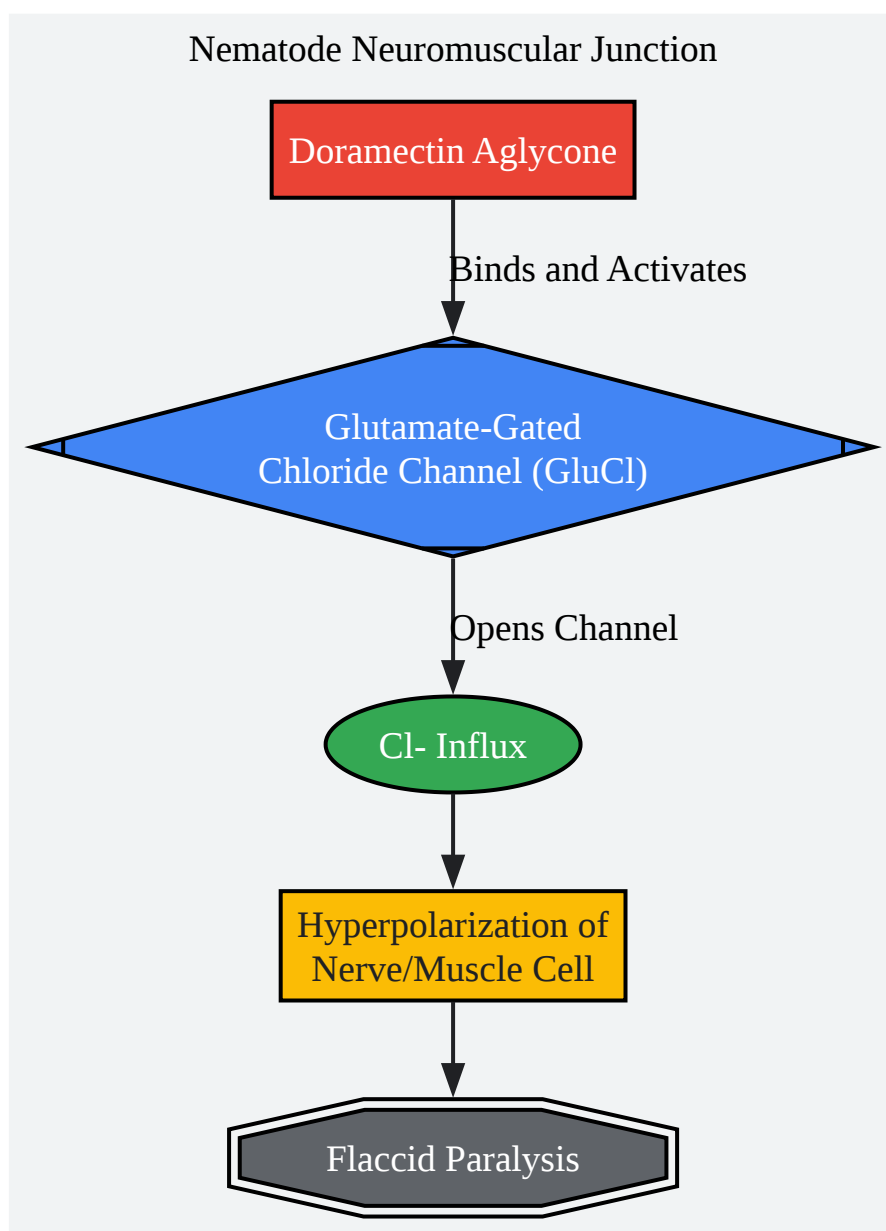 Nematode Neuromuscular Junction
Doramectin Aglycone
Binds and Activates
Glutamate-Gated
Chloride Channel (GluCl)
Opens Channel
Cl- Influx
Hyperpolarization of
Nerve/Muscle Cell
Flaccid Paralysis